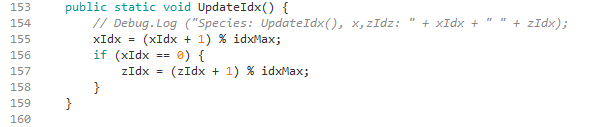 153 public static void UpdateIdx() {
154 // Debug.Log ("Species: UpdateIdx(), x,zIdz: " + xIdx + " " + zIdx);
155 xIdx = (xIdx + 1) % idxMax;
156 if (xIdx == 0) {
157 zIdx = (zIdx + 1) % idxMax;
158 }
159 }
160